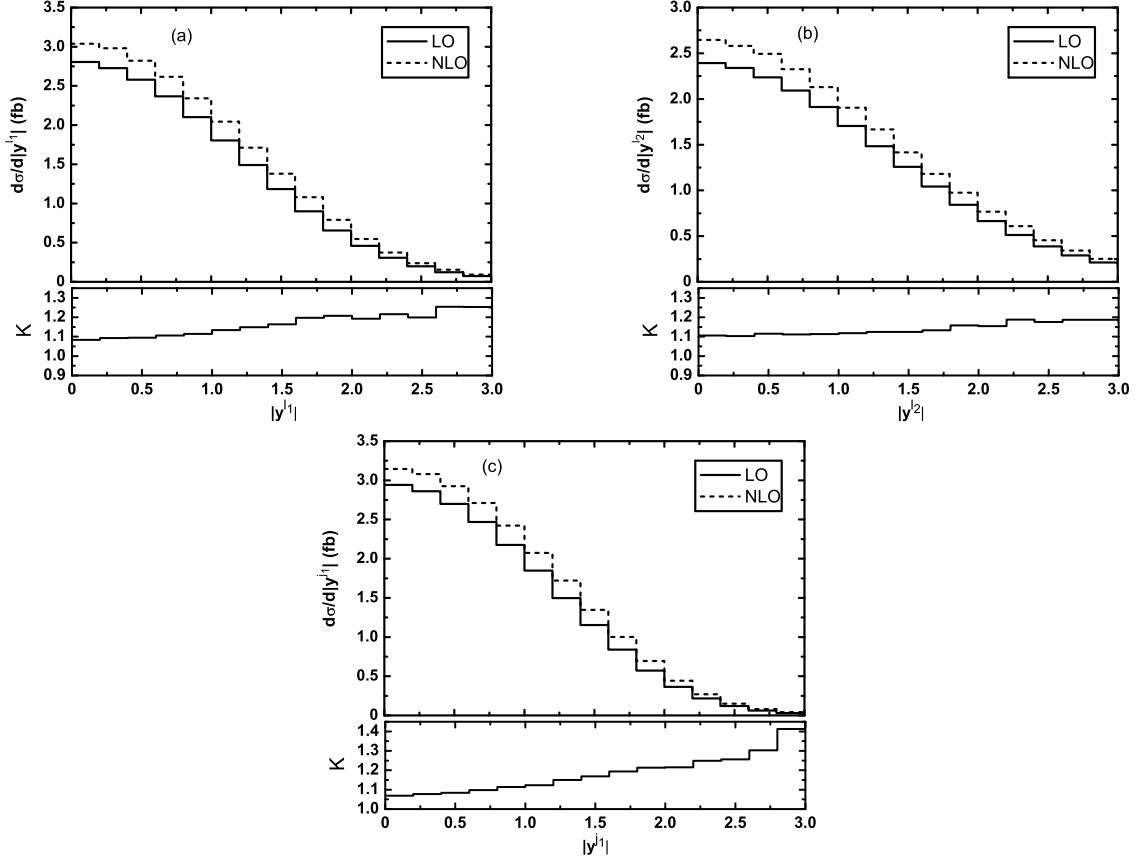 (a)
LO
NLO
dσ/d|y^l1| (fb)
3.5
3.0
2.5
2.0
1.5
1.0
0.5
0
K
1.3
1.2
1.1
1.0
0.9
0 0.5 1.0 1.5 2.0 2.5 3.0
|y^l1|
(b)
LO
NLO
dσ/d|y^l2| (fb)
3.0
2.5
2.0
1.5
1.0
0.5
0
K
1.3
1.2
1.1
1.0
0.9
0 0.5 1.0 1.5 2.0 2.5 3.0
|y^l2|
(c)
LO
NLO
dσ/d|y^j1| (fb)
3.5
3.0
2.5
2.0
1.5
1.0
0.5
0
K
1.4
1.3
1.2
1.1
1.0
0 0.5 1.0 1.5 2.0 2.5 3.0
|y^j1|